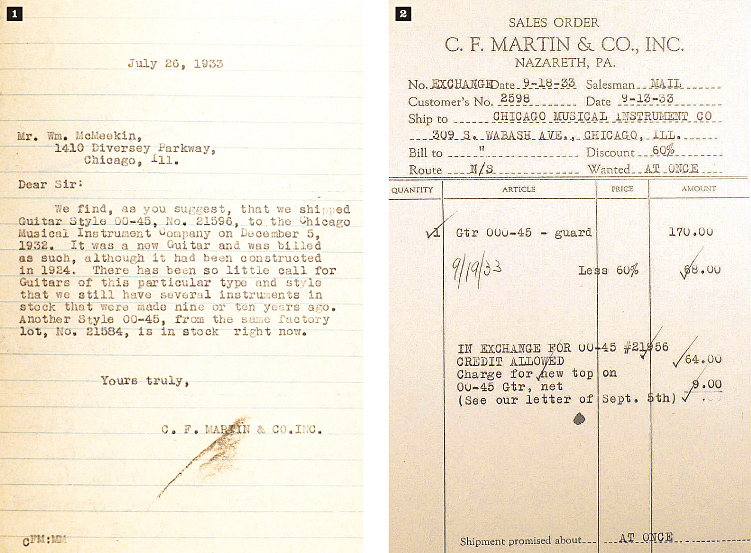 1
July 26, 1933
Mr. Wm. McMeekin,
1410 Diversey Parkway,
Chicago, Ill.
Dear Sir:
We find, as you suggest, that we shipped
Guitar Style 00-45, No. 21596, to the Chicago
Musical Instrument Company on December 5,
1932. It was a new Guitar and was billed
as such, although it had been constructed
in 1924. There has been so little call for
Guitars of this particular type and style
that we still have several instruments in
stock that were made nine or ten years ago.
Another Style 00-45, from the same factory
lot, No. 21584, is in stock right now.
Yours truly,
C. F. MARTIN & CO.INC.
CFM:MM
2
SALES ORDER
C. F. MARTIN & CO., INC.
NAZARETH, PA.
No. EXCHANGE Date 9-18-33 Salesman MAIL
Customer's No. 2598 Date 9-13-33
Ship to CHICAGO MUSICAL INSTRUMENT CO
309 S. WABASH AVE., CHICAGO, ILL.
Bill to " Discount 60%
Route N/S Wanted AT ONCE
QUANTITY ARTICLE PRICE AMOUNT
1 Gtr 000-45 - guard 170.00
9/19/33 Less 60% 68.00
IN EXCHANGE FOR 00-45 #21956
CREDIT ALLOWED 64.00
Charge for new top on
00-45 Gtr, net 9.00
(See our letter of Sept. 5th)
Shipment promised about AT ONCE